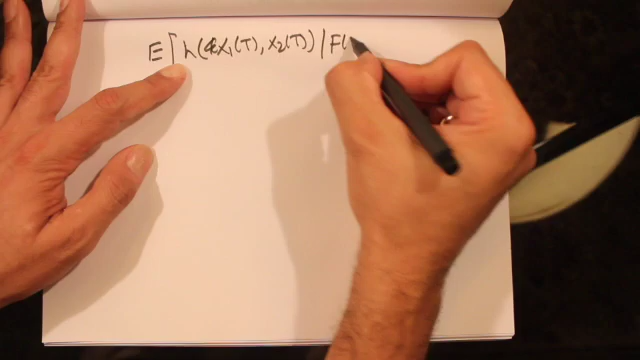 E[h(X₁(T), X₂(T)) | F(